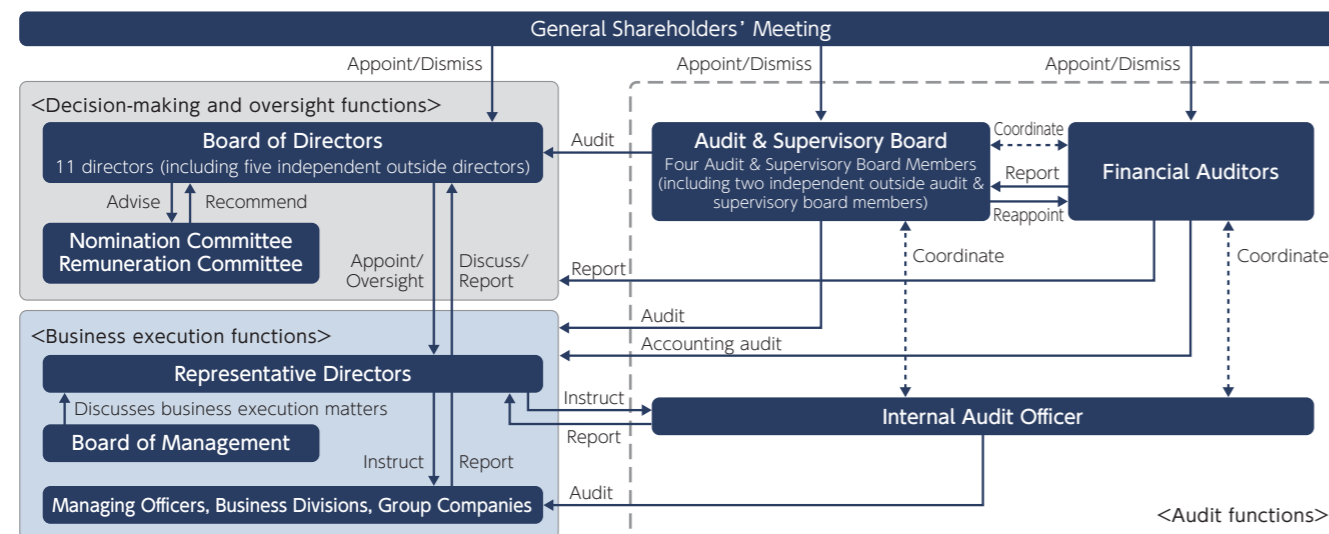 General Shareholders’ Meeting
Appoint/Dismiss
Appoint/Dismiss
Appoint/Dismiss
<Decision-making and oversight functions>
Board of Directors
11 directors (including five independent outside directors)
Advise
Recommend
Nomination Committee
Remuneration Committee
Appoint/
Oversight
Discuss/
Report
Audit
Audit & Supervisory Board
Four Audit & Supervisory Board Members
(including two independent outside audit &
supervisory board members)
Coordinate
Report
Reappoint
Financial Auditors
Coordinate
Coordinate
Report
Audit
Accounting audit
<Business execution functions>
Representative Directors
Discusses business execution matters
Board of Management
Instruct
Report
Instruct
Report
Internal Audit Officer
Managing Officers, Business Divisions, Group Companies
Audit
<Audit functions>